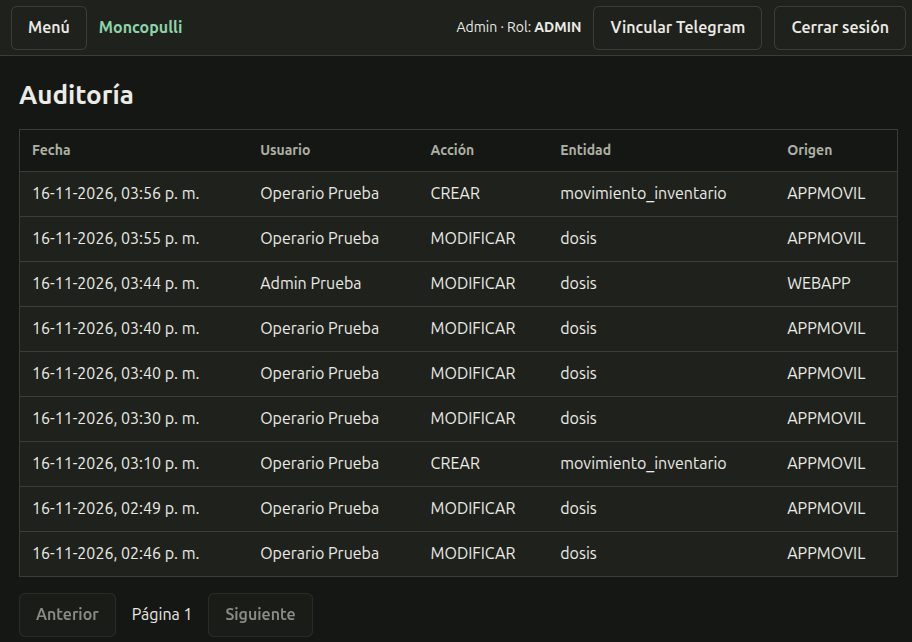 Menú Moncopulli Admin · Rol: ADMIN Vincular Telegram Cerrar sesión
Auditoría
Fecha Usuario Acción Entidad Origen
16-11-2026, 03:56 p. m. Operario Prueba CREAR movimiento_inventario APPMOVIL
16-11-2026, 03:55 p. m. Operario Prueba MODIFICAR dosis APPMOVIL
16-11-2026, 03:44 p. m. Admin Prueba MODIFICAR dosis WEBAPP
16-11-2026, 03:40 p. m. Operario Prueba MODIFICAR dosis APPMOVIL
16-11-2026, 03:40 p. m. Operario Prueba MODIFICAR dosis APPMOVIL
16-11-2026, 03:30 p. m. Operario Prueba MODIFICAR dosis APPMOVIL
16-11-2026, 03:10 p. m. Operario Prueba CREAR movimiento_inventario APPMOVIL
16-11-2026, 02:49 p. m. Operario Prueba MODIFICAR dosis APPMOVIL
16-11-2026, 02:46 p. m. Operario Prueba MODIFICAR dosis APPMOVIL
Anterior Página 1 Siguiente